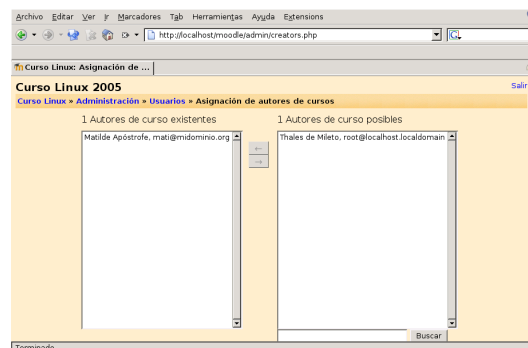 Archivo Editar Ver Ir Marcadores Tab Herramientas Ayuda Extensions
http://localhost/moodle/admin/creators.php
Curso Linux: Asignación de ...
Curso Linux 2005
Salir
Curso Linux » Administración » Usuarios » Asignación de autores de cursos
1 Autores de curso existentes
1 Autores de curso posibles
Matilde Apóstrofe, mati@midominio.org
Thales de Mileto, root@localhost.localdomain
←
→
Buscar
Terminado